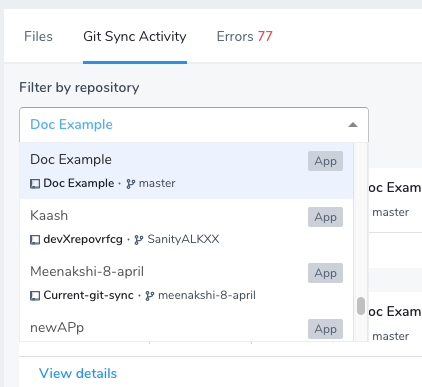 Files Git Sync Activity Errors 77
Filter by repository
Doc Example
Doc Example App
Doc Example · master
oc Exam
Kaash App
master
devXrepovrfcg · SanityALKXX
Meenakshi-8-april App
Current-git-sync · meenakshi-8-april
oc Exam
newAPp App
master
View details